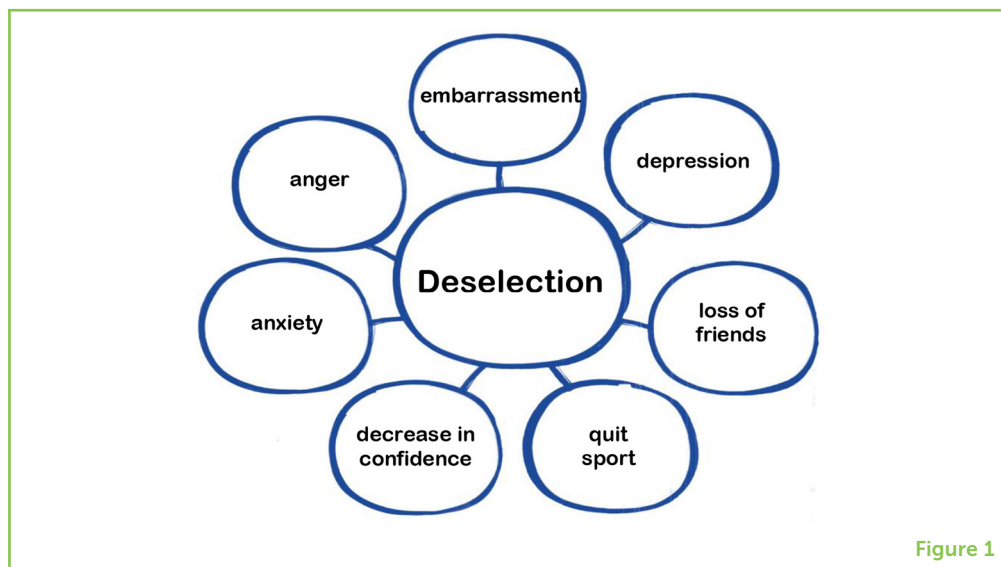 embarrassment
depression
anger
Deselection
anxiety
loss of
friends
decrease in
confidence
quit
sport
Figure 1